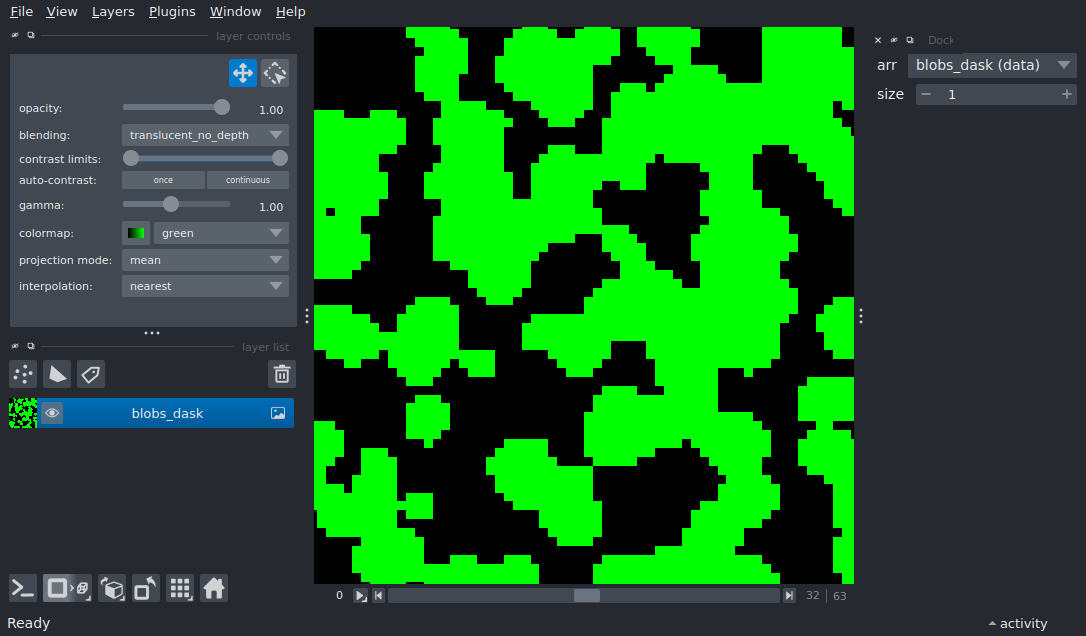 File View Layers Plugins Window Help
layer controls
opacity: 1.00
blending: translucent_no_depth
contrast limits:
auto-contrast: once continuous
gamma: 1.00
colormap: green
projection mode: mean
interpolation: nearest
layer list
blobs_dask
0 32 63
Ready
activity
Dock
arr blobs_dask (data)
size 1